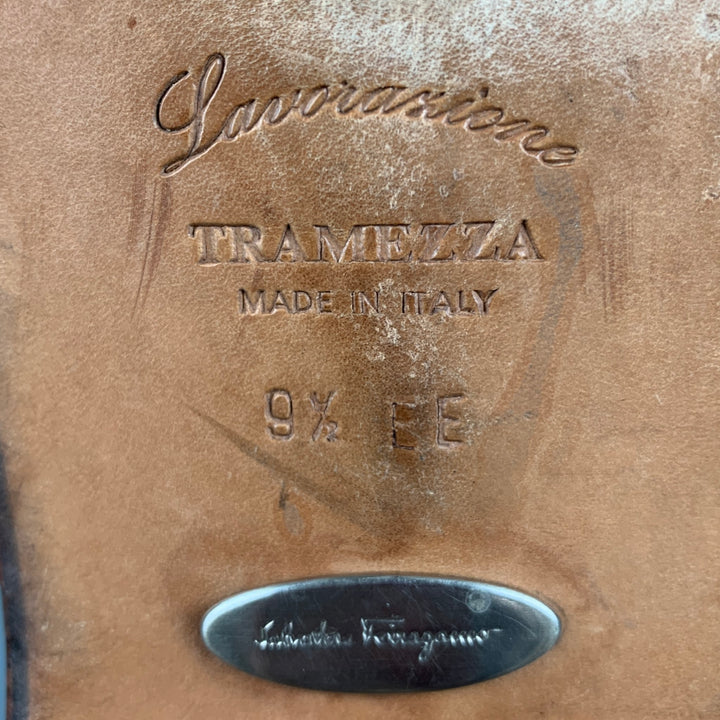 Lavorazione
TRAMEZZA
MADE IN ITALY
9½ EE
Salvatore Ferragamo